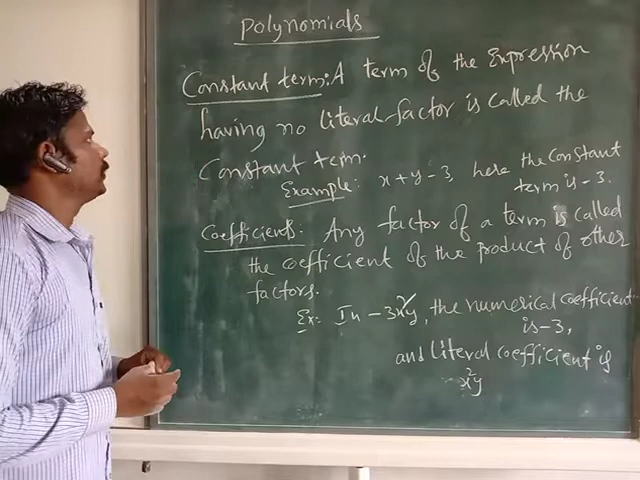 Polynomials
Constant term: A term of the Expression
having no literal factor is called the
Constant term.
Example: x + y - 3, here the constant
term is - 3.
Coefficients: Any factor of a term is called
the coefficient of the product of other
factors.
Ex: In - 3x²y, the numerical coefficient
is - 3,
and literal coefficient is
x²y